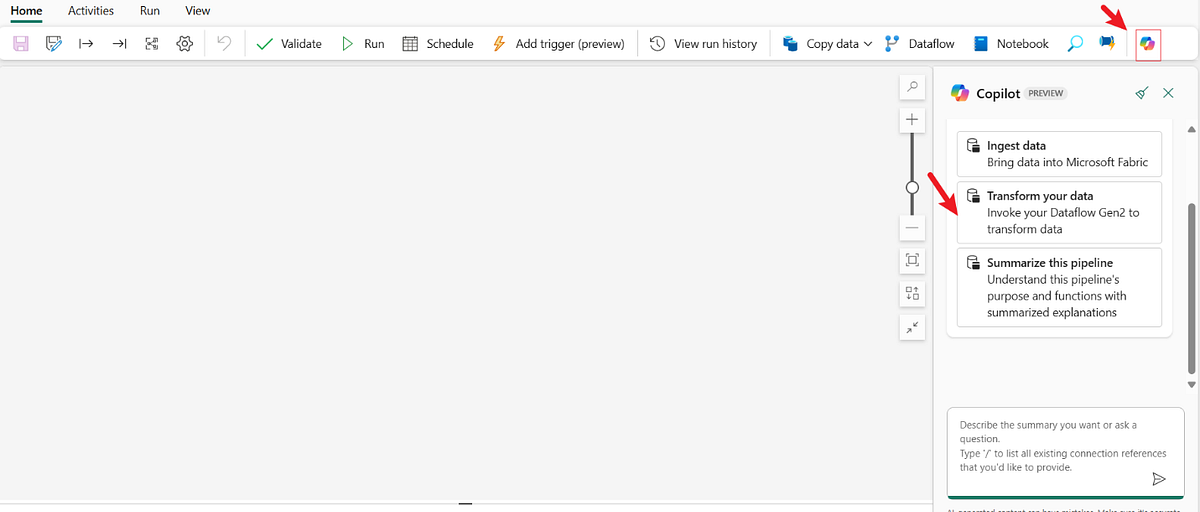 Home Activities Run View
Validate Run Schedule Add trigger (preview) View run history Copy data Dataflow Notebook
Copilot PREVIEW
Ingest data
Bring data into Microsoft Fabric
Transform your data
Invoke your Dataflow Gen2 to
transform data
Summarize this pipeline
Understand this pipeline's
purpose and functions with
summarized explanations
Describe the summary you want or ask a
question.
Type '/' to list all existing connection references
that you'd like to provide.